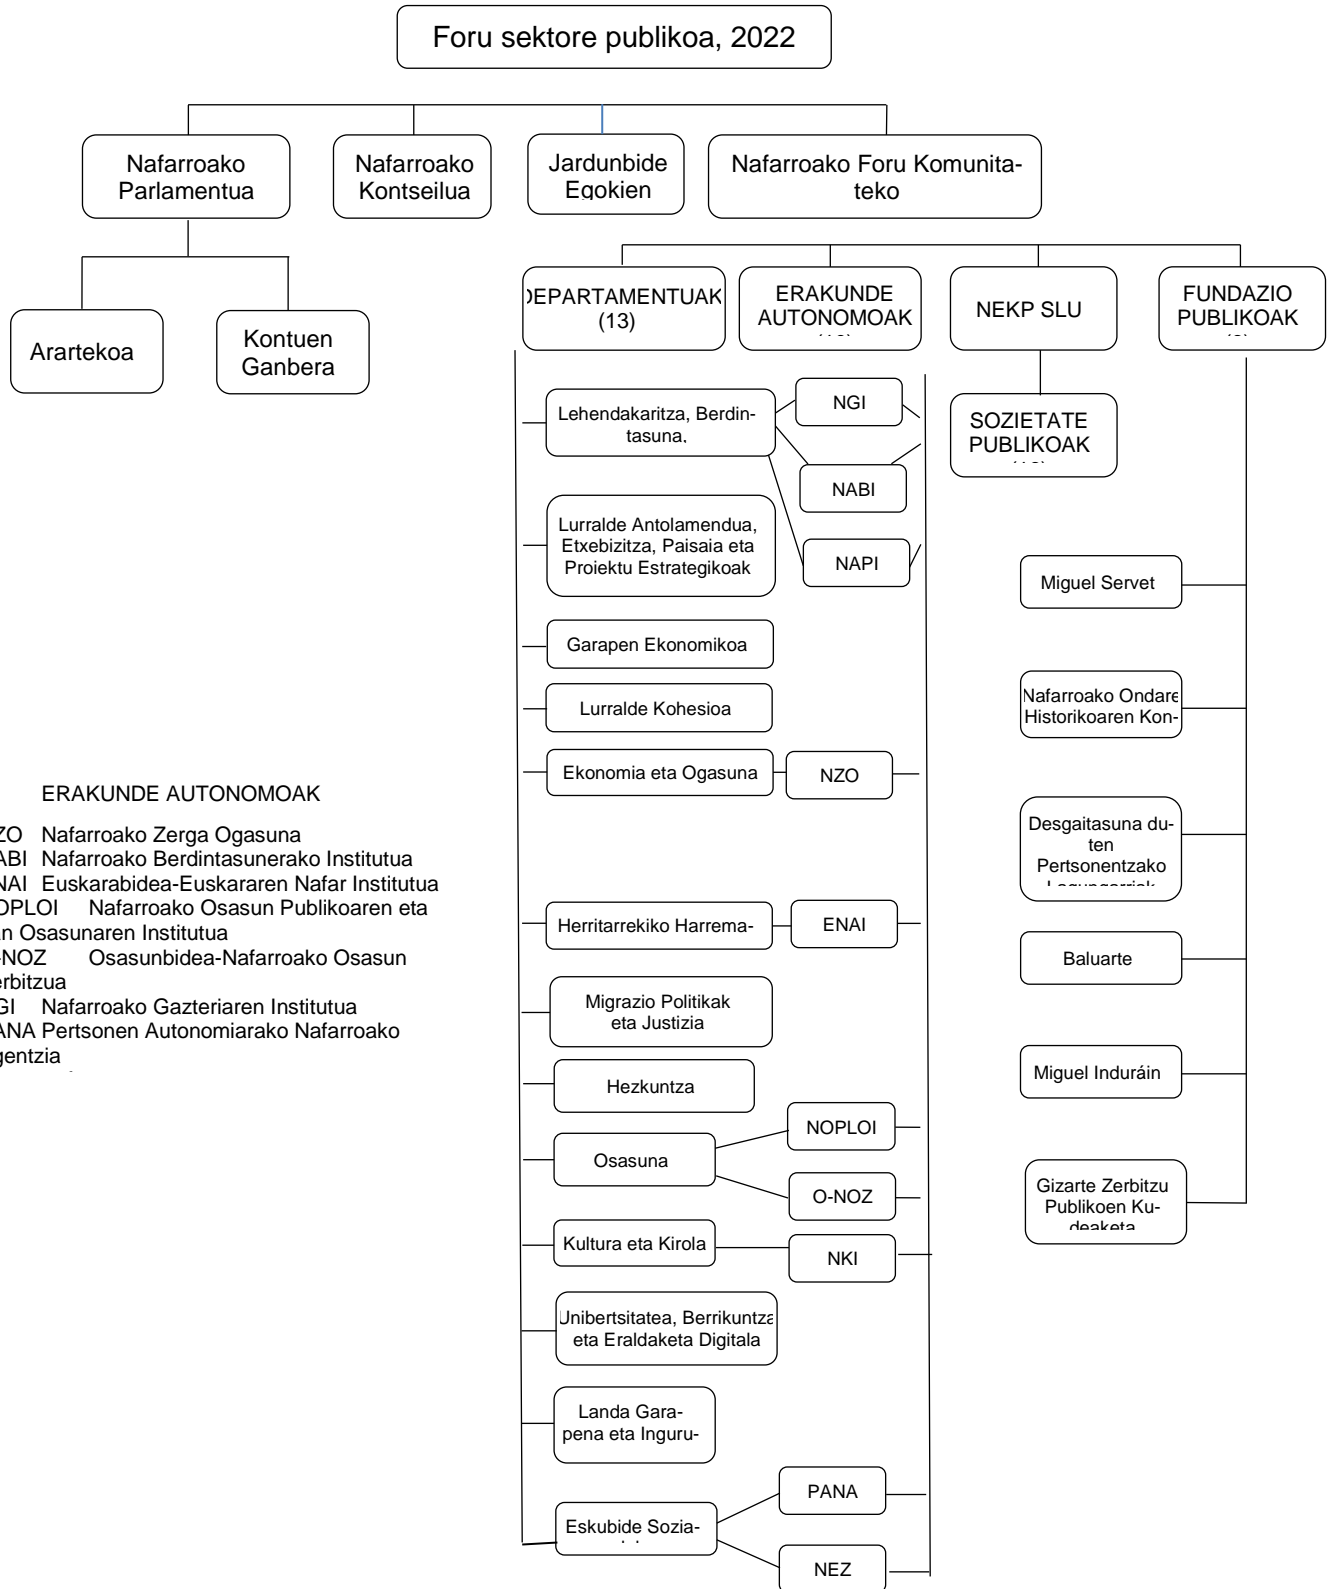 Foru sektore publikoa, 2022
Nafarroako
Parlamentua
Nafarroako
Kontseilua
Jardunbide
Egokien
Nafarroako Foru Komunita-
teko
Arartekoa
Kontuen
Ganbera
DEPARTAMENTUAK
(13)
ERAKUNDE
AUTONOMOAK
NEKP SLU
FUNDAZIO
PUBLIKOAK
SOZIETATE
PUBLIKOAK
Lehendakaritza, Berdin-
tasuna,
NGI
NABI
NAPI
Lurralde Antolamendua,
Etxebizitza, Paisaia eta
Proiektu Estrategikoak
Garapen Ekonomikoa
Lurralde Kohesioa
Ekonomia eta Ogasuna
NZO
Herritarrekiko Harrema-
ENAI
Migrazio Politikak
eta Justizia
Hezkuntza
Osasuna
NOPLOI
O-NOZ
Kultura eta Kirola
NKI
Unibertsitatea, Berrikuntza
eta Eraldaketa Digitala
Landa Gara-
pena eta Inguru-
Eskubide Sozia-
PANA
NEZ
Miguel Servet
Nafarroako Ondare
Historikoaren Kon-
Desgaitasuna du-
ten
Pertsonentzako
Laguntgarriak
Baluarte
Miguel Induráin
Gizarte Zerbitzu
Publikoen Ku-
deaketa
ERAKUNDE AUTONOMOAK
ZO Nafarroako Zerga Ogasuna
ABI Nafarroako Berdintasunerako Institutua
NAI Euskarabidea-Euskararen Nafar Institutua
OPLOI Nafarroako Osasun Publikoaren eta
an Osasunaren Institutua
-NOZ Osasunbidea-Nafarroako Osasun
erbitzua
GI Nafarroako Gazteriaren Institutua
ANA Pertsonen Autonomiarako Nafarroako
gentzia